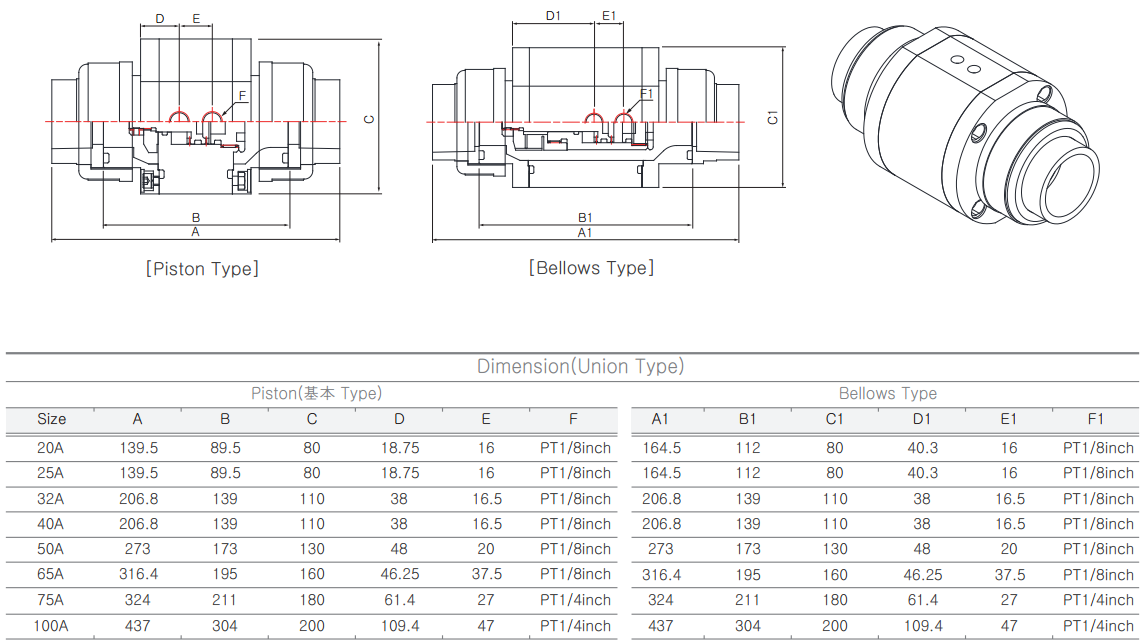 D E D1 E1
F F1
C C1
B B1
A A1
[Piston Type] [Bellows Type]
Dimension(Union Type)
Piston(基本 Type) Bellows Type
Size A B C D E F A1 B1 C1 D1 E1 F1
20A 139.5 89.5 80 18.75 16 PT1/8inch 164.5 112 80 40.3 16 PT1/8inch
25A 139.5 89.5 80 18.75 16 PT1/8inch 164.5 112 80 40.3 16 PT1/8inch
32A 206.8 139 110 38 16.5 PT1/8inch 206.8 139 110 38 16.5 PT1/8inch
40A 206.8 139 110 38 16.5 PT1/8inch 206.8 139 110 38 16.5 PT1/8inch
50A 273 173 130 48 20 PT1/8inch 273 173 130 48 20 PT1/8inch
65A 316.4 195 160 46.25 37.5 PT1/8inch 316.4 195 160 46.25 37.5 PT1/8inch
75A 324 211 180 61.4 27 PT1/4inch 324 211 180 61.4 27 PT1/4inch
100A 437 304 200 109.4 47 PT1/4inch 437 304 200 109.4 47 PT1/4inch